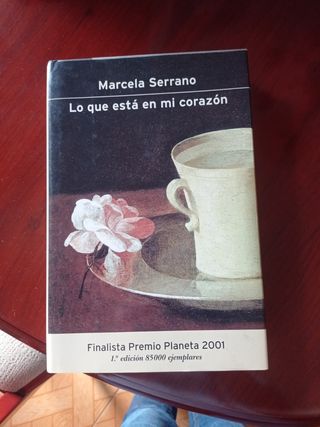 Marcela Serrano
Lo que está en mi corazón
Finalista Premio Planeta 2001
1.ª edición 85000 ejemplares